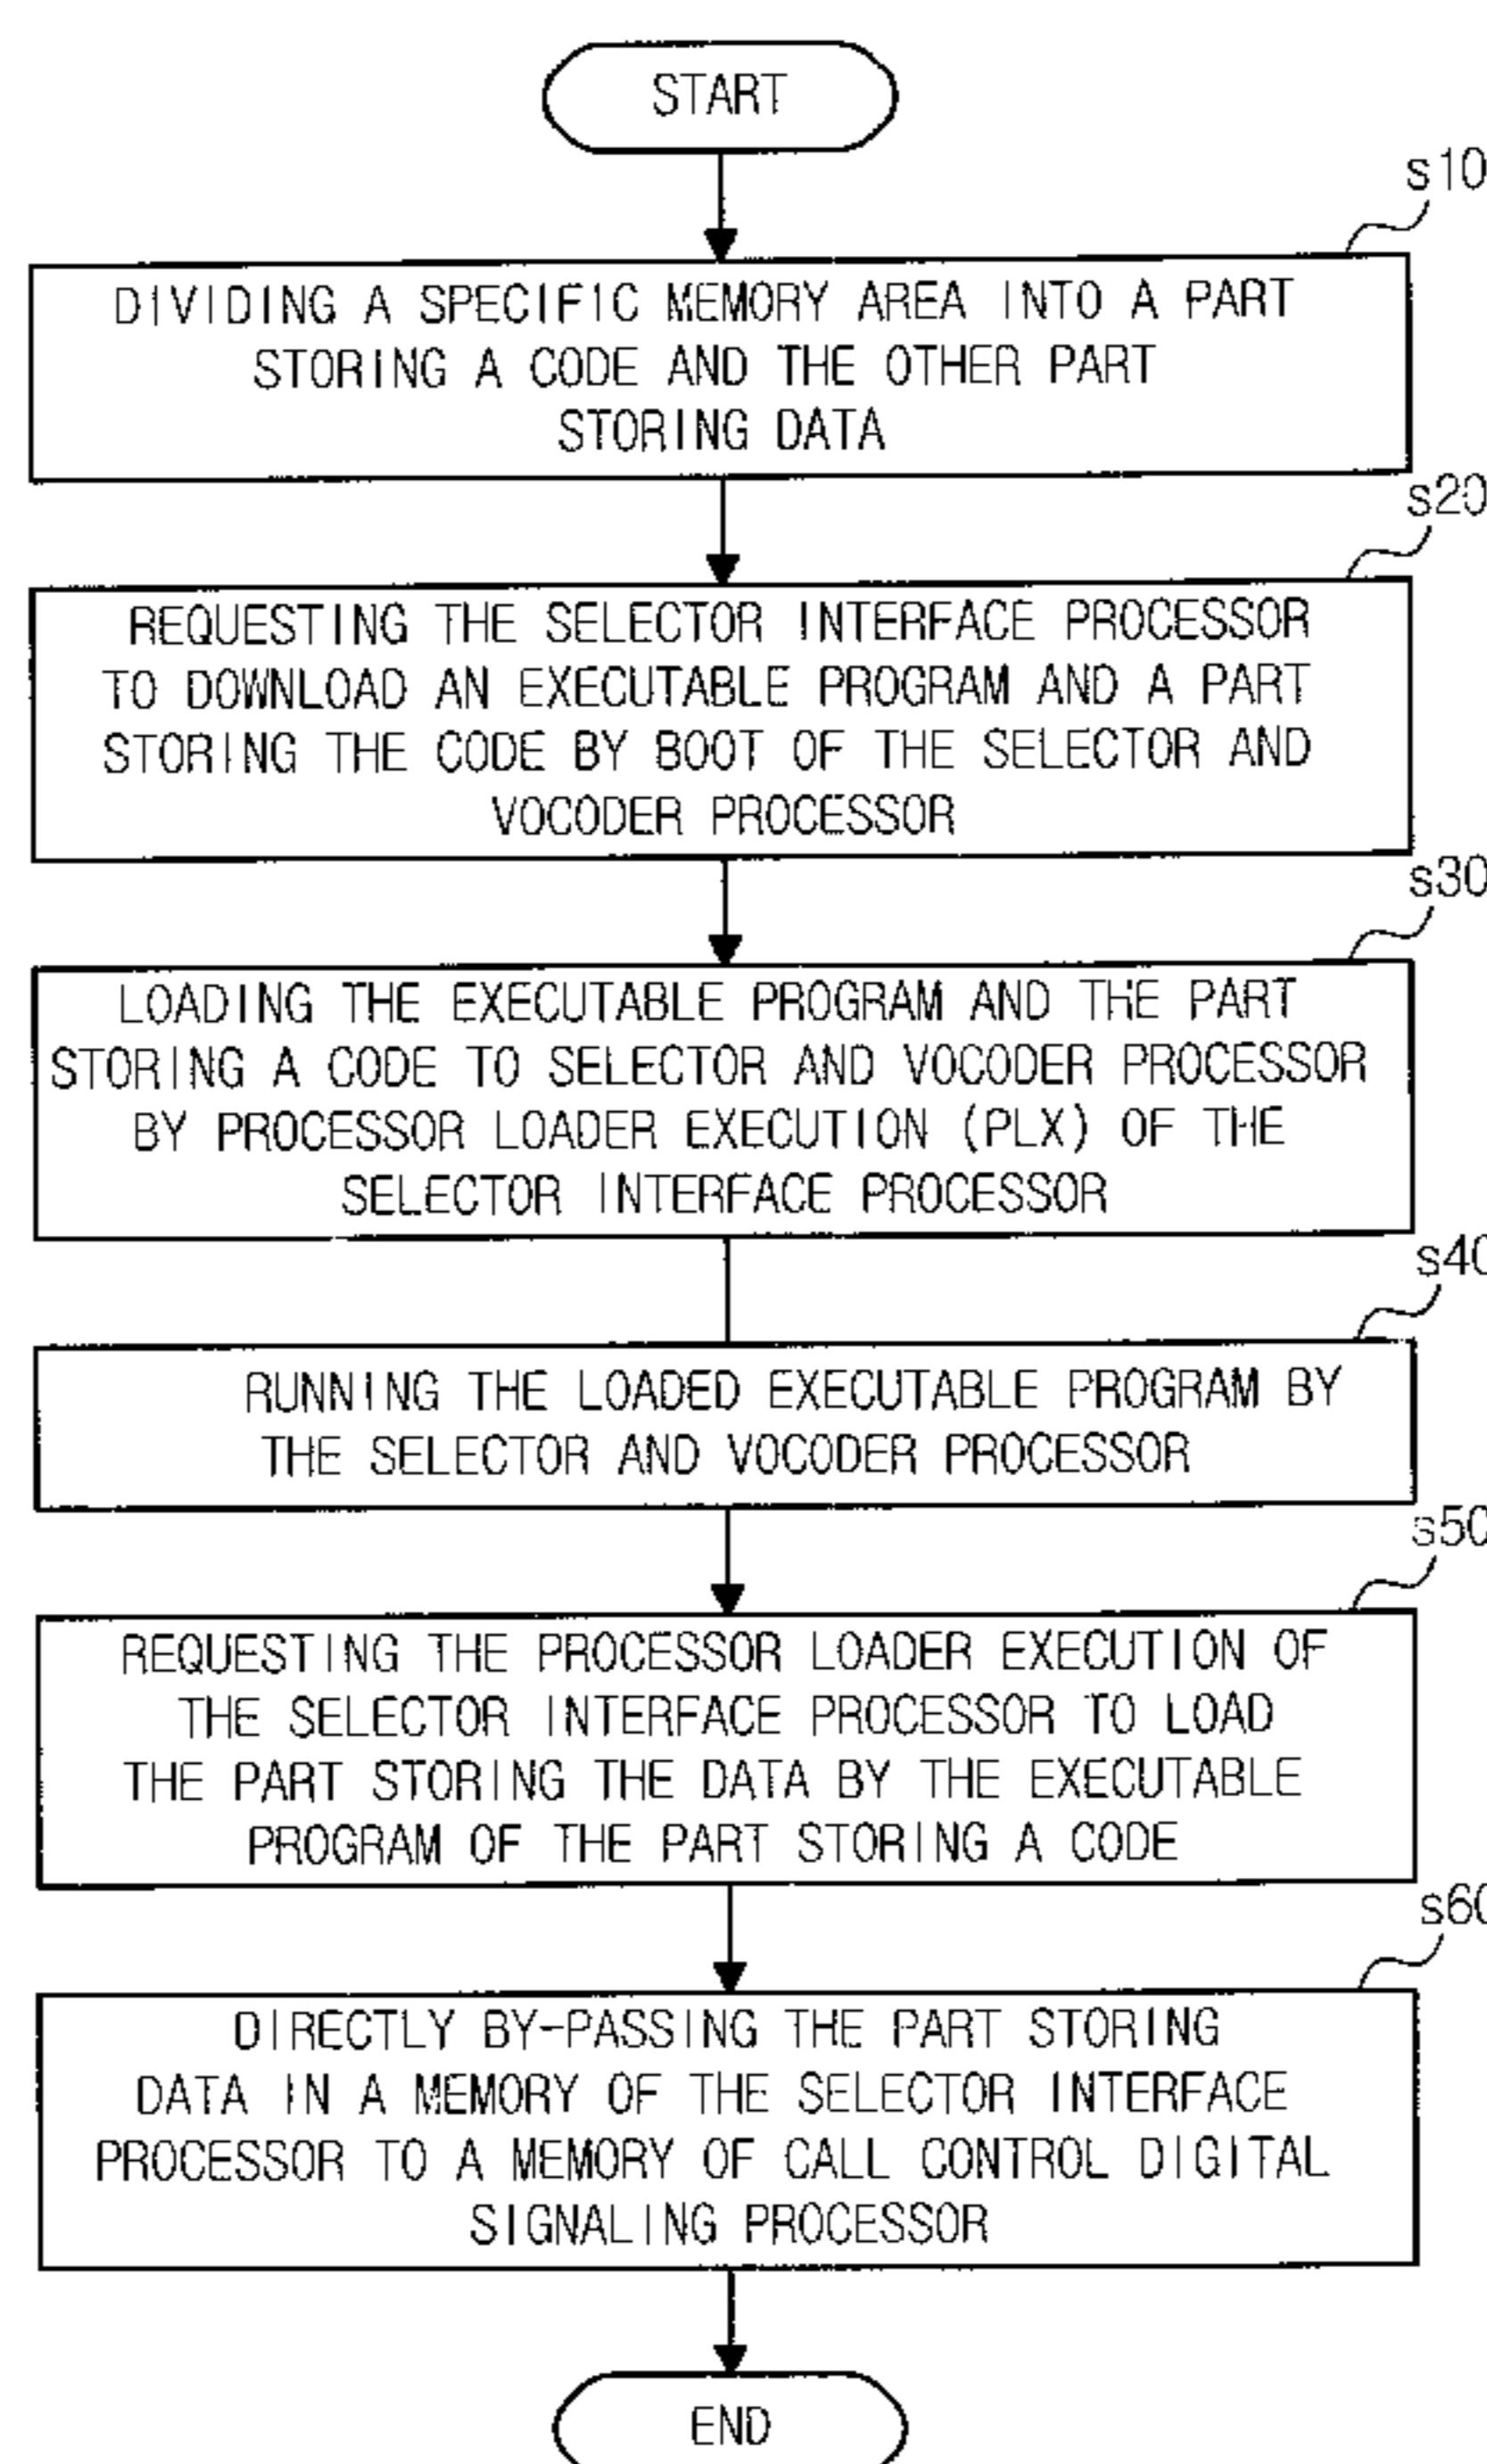 START
s10
DIVIDING A SPECIFIC MEMORY AREA INTO A PART
STORING A CODE AND THE OTHER PART
STORING DATA
s20
REQUESTING THE SELECTOR INTERFACE PROCESSOR
TO DOWNLOAD AN EXECUTABLE PROGRAM AND A PART
STORING THE CODE BY BOOT OF THE SELECTOR AND
VOCODER PROCESSOR
s30
LOADING THE EXECUTABLE PROGRAM AND THE PART
STORING A CODE TO SELECTOR AND VOCODER PROCESSOR
BY PROCESSOR LOADER EXECUTION (PLX) OF THE
SELECTOR INTERFACE PROCESSOR
s40
RUNNING THE LOADED EXECUTABLE PROGRAM BY
THE SELECTOR AND VOCODER PROCESSOR
s50
REQUESTING THE PROCESSOR LOADER EXECUTION OF
THE SELECTOR INTERFACE PROCESSOR TO LOAD
THE PART STORING THE DATA BY THE EXECUTABLE
PROGRAM OF THE PART STORING A CODE
s60
DIRECTLY BY-PASSING THE PART STORING
DATA IN A MEMORY OF THE SELECTOR INTERFACE
PROCESSOR TO A MEMORY OF CALL CONTROL DIGITAL
SIGNALING PROCESSOR
END